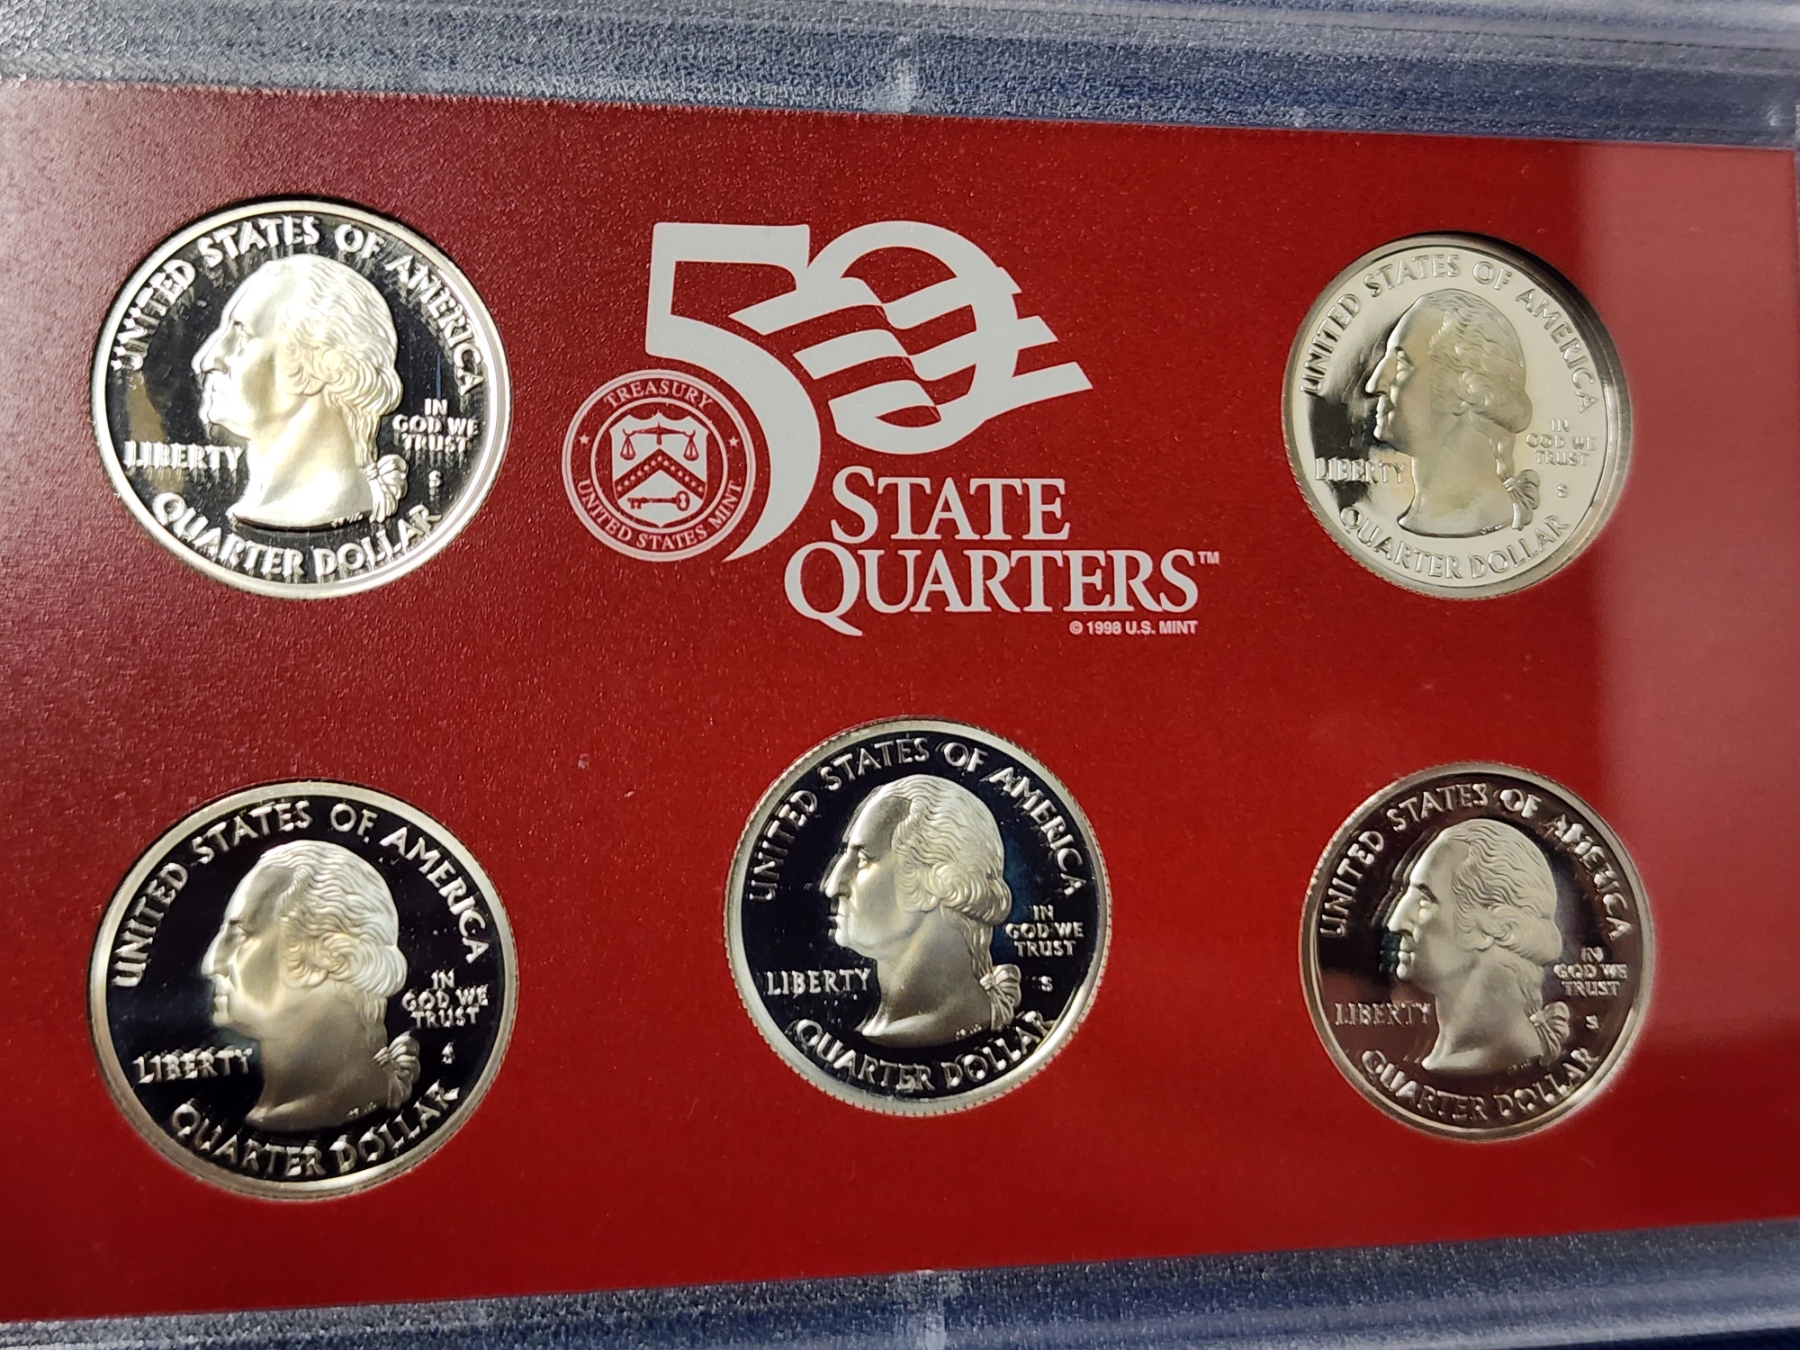 UNITED STATES OF AMERICA
LIBERTY
IN
GOD WE
TRUST
S
QUARTER DOLLAR
50
STATE
QUARTERS™
© 1998 U.S. MINT
TREASURY
UNITED STATES MINT
UNITED STATES OF AMERICA
LIBERTY
IN
GOD WE
TRUST
S
QUARTER DOLLAR
UNITED STATES OF AMERICA
LIBERTY
IN
GOD WE
TRUST
S
QUARTER DOLLAR
UNITED STATES OF AMERICA
LIBERTY
IN
GOD WE
TRUST
S
QUARTER DOLLAR
UNITED STATES OF AMERICA
LIBERTY
IN
GOD WE
TRUST
S
QUARTER DOLLAR